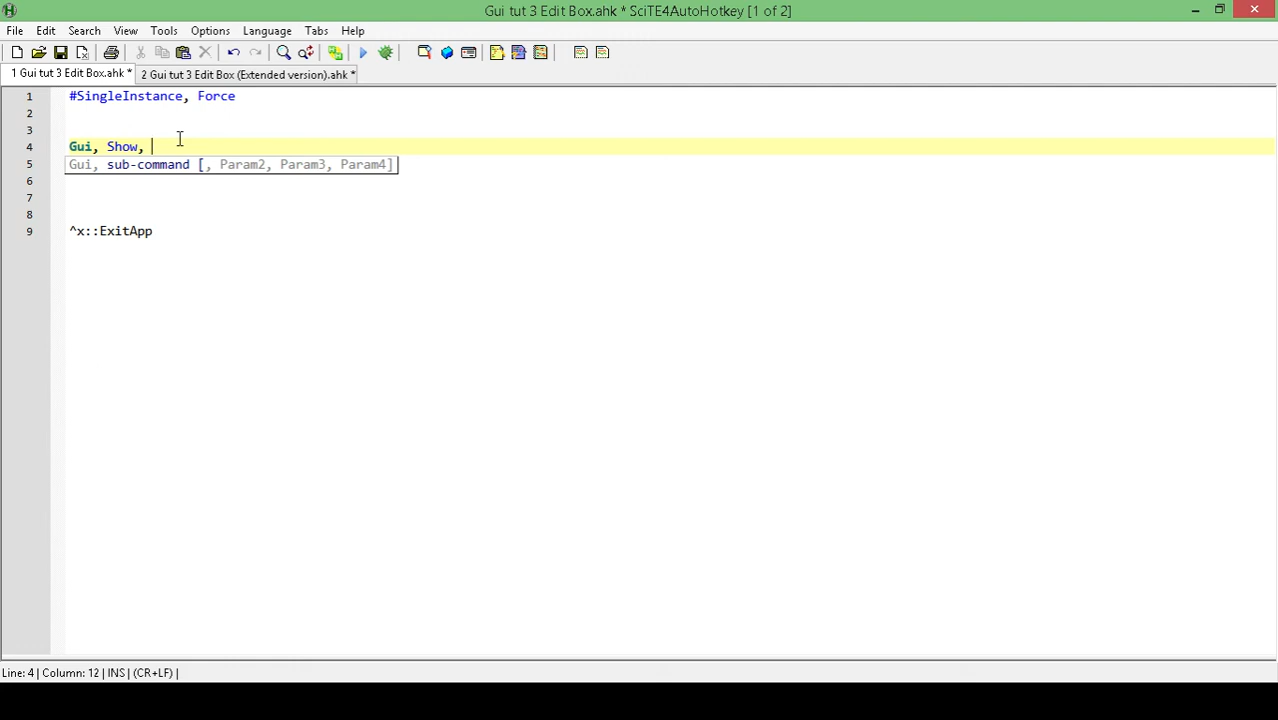 Gui tut 3 Edit Box.ahk * SciTE4AutoHotkey [1 of 2]
File Edit Search View Tools Options Language Tabs Help
1 Gui tut 3 Edit Box.ahk * 2 Gui tut 3 Edit Box (Extended version).ahk *
1 #SingleInstance, Force
2
3
4 Gui, Show,
5 Gui, sub-command [, Param2, Param3, Param4]
6
7
8
9 ^x::ExitApp
Line: 4 | Column: 12 | INS | (CR+LF) |